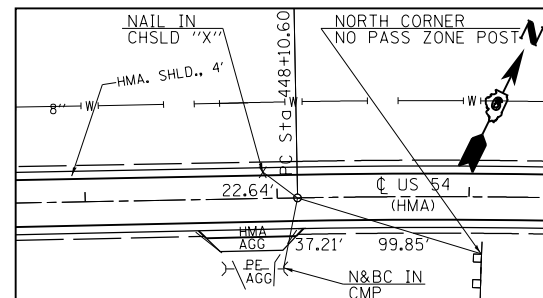 NAIL IN
CHSLD "X"
NORTH CORNER
NO PASS ZONE POST
N
HMA. SHLD., 4'
PC Sta 448+10.60
8"
W
W
W
22.64'
℄ US 54
(HMA)
HMA
AGG
37.21'
99.85'
PE
AGG
N&BC IN
CMP